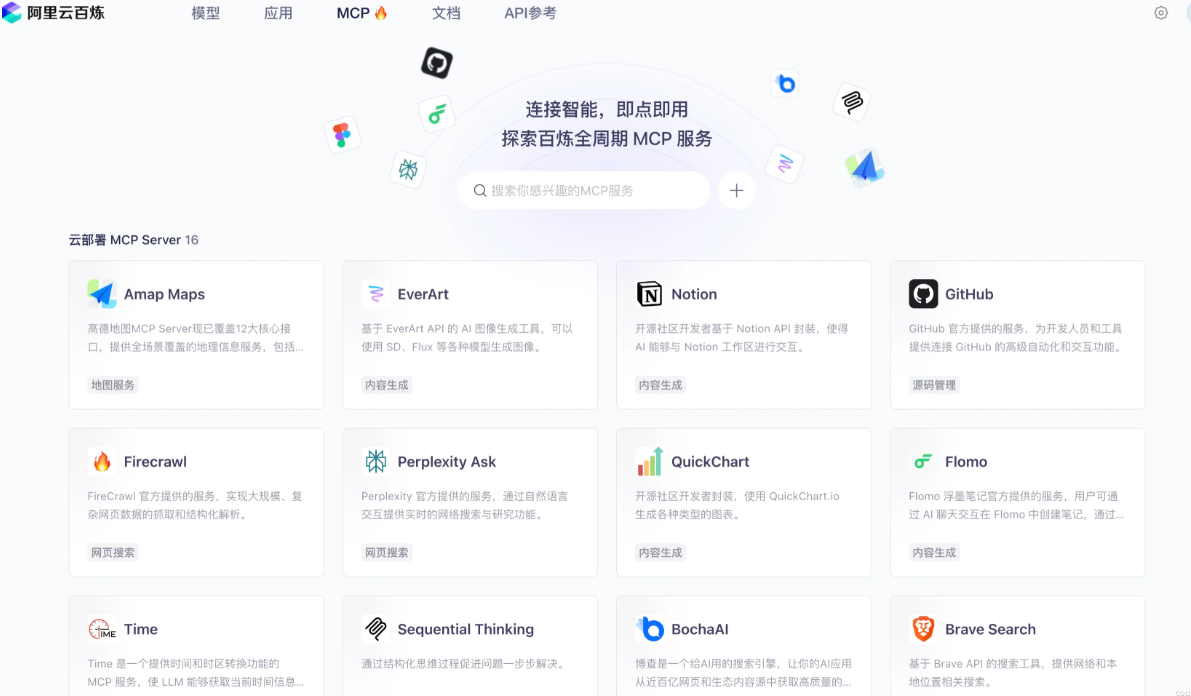 阿里云百炼 模型 应用 MCP🔥 文档 API参考
连接智能，即点即用
探索百炼全周期 MCP 服务
搜索你感兴趣的MCP服务
云部署 MCP Server 16
Amap Maps
高德地图MCP Server现已覆盖12大核心接
口，提供全场景覆盖的地理信息服务，包括...
地图服务
EverArt
基于 EverArt API 的 AI 图像生成工具，可以
使用 SD、Flux 等各种模型生成图像。
内容生成
Notion
开源社区开发者基于 Notion API 封装，使得
AI 能够与 Notion 工作区进行交互。
内容生成
GitHub
GitHub 官方提供的服务，为开发人员和工具
提供连接 GitHub 的高级自动化和交互功能。
源码管理
Firecrawl
FireCrawl 官方提供的服务，实现大规模、复
杂网页数据的抓取和结构化解析。
网页搜索
Perplexity Ask
Perplexity 官方提供的服务，通过自然语言
交互提供实时的网络搜索与研究功能。
网页搜索
QuickChart
开源社区开发者封装，使用 QuickChart.io
生成各种类型的图表。
内容生成
Flomo
Flomo 浮墨笔记官方提供的服务，用户可通
过 AI 聊天交互在 Flomo 中创建笔记，通过...
内容生成
TIME
Time
Time 是一个提供时间和时区转换功能的
MCP 服务，使 LLM 能够获取当前时间信息...
Sequential Thinking
通过结构化思维过程促进问题一步步解决。
BochaAI
博查是一个给AI用的搜索引擎，让你的AI应用
从近百亿网页和生态内容源中获取高质量的...
Brave Search
基于 Brave API 的搜索工具，提供网络和本
地位置相关搜索。